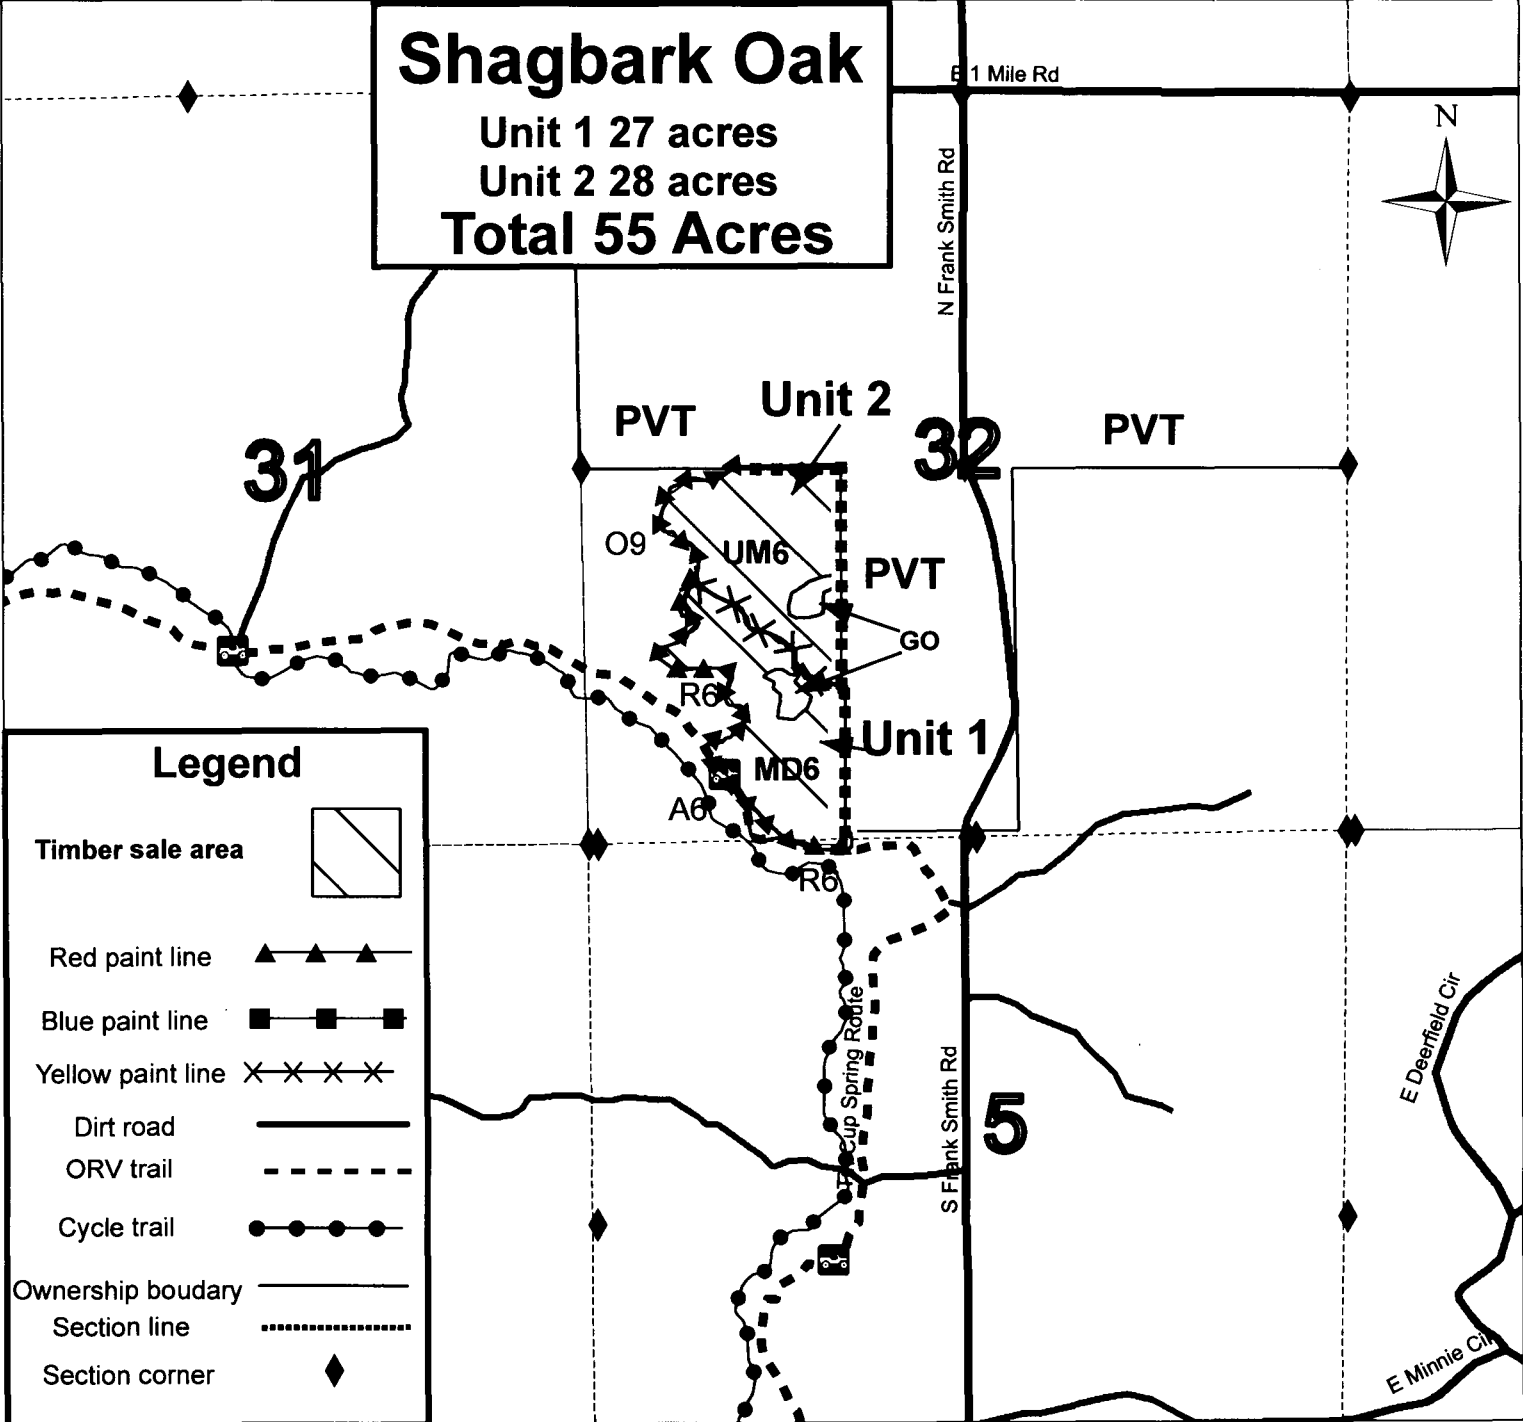 Shagbark Oak
Unit 1 27 acres
Unit 2 28 acres
Total 55 Acres
E 1 Mile Rd
N
N Frank Smith Rd
Unit 2
PVT
32
PVT
31
O9
UM6
PVT
GO
R6
Unit 1
MD6
A6
R6
Legend
Timber sale area
Red paint line
Blue paint line
Yellow paint line
Dirt road
ORV trail
Cycle trail
Ownership boudary
Section line
Section corner
Cup Spring Route
S Frank Smith Rd
5
E Deerfield Cir
E Minnie Cir